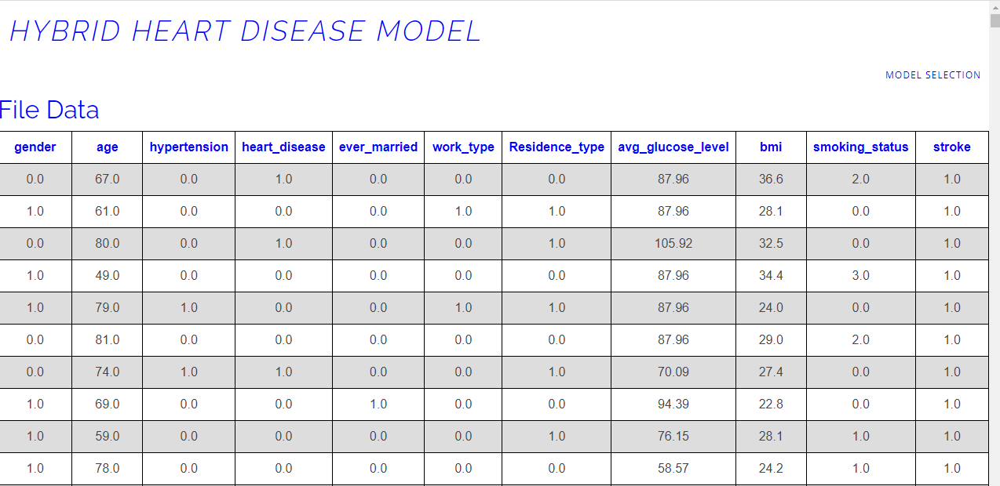 HYBRID HEART DISEASE MODEL
MODEL SELECTION
File Data
gender age hypertension heart_disease ever_married work_type Residence_type avg_glucose_level bmi smoking_status stroke
0.0 67.0 0.0 1.0 0.0 0.0 0.0 87.96 36.6 2.0 1.0
1.0 61.0 0.0 0.0 0.0 1.0 1.0 87.96 28.1 0.0 1.0
0.0 80.0 0.0 1.0 0.0 0.0 1.0 105.92 32.5 0.0 1.0
1.0 49.0 0.0 0.0 0.0 0.0 0.0 87.96 34.4 3.0 1.0
1.0 79.0 1.0 0.0 0.0 1.0 1.0 87.96 24.0 0.0 1.0
0.0 81.0 0.0 0.0 0.0 0.0 0.0 87.96 29.0 2.0 1.0
0.0 74.0 1.0 1.0 0.0 0.0 1.0 70.09 27.4 0.0 1.0
1.0 69.0 0.0 0.0 1.0 0.0 0.0 94.39 22.8 0.0 1.0
1.0 59.0 0.0 0.0 0.0 0.0 1.0 76.15 28.1 1.0 1.0
1.0 78.0 0.0 0.0 0.0 0.0 0.0 58.57 24.2 1.0 1.0